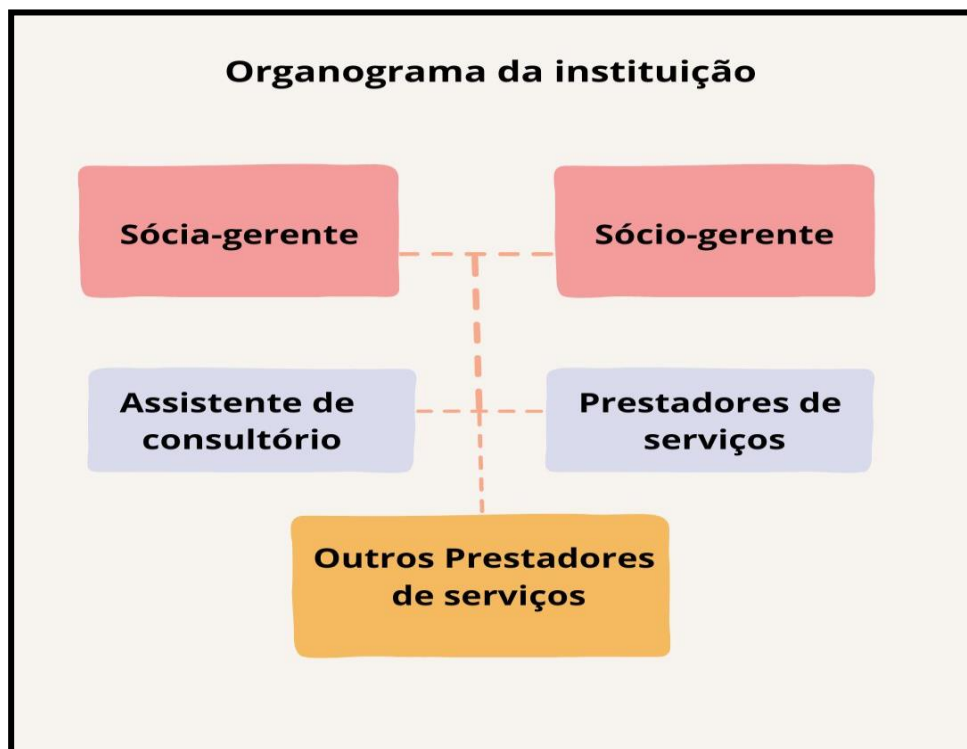 Organograma da instituição
Sócia-gerente
Sócio-gerente
Assistente de
consultório
Prestadores de
serviços
Outros Prestadores
de serviços